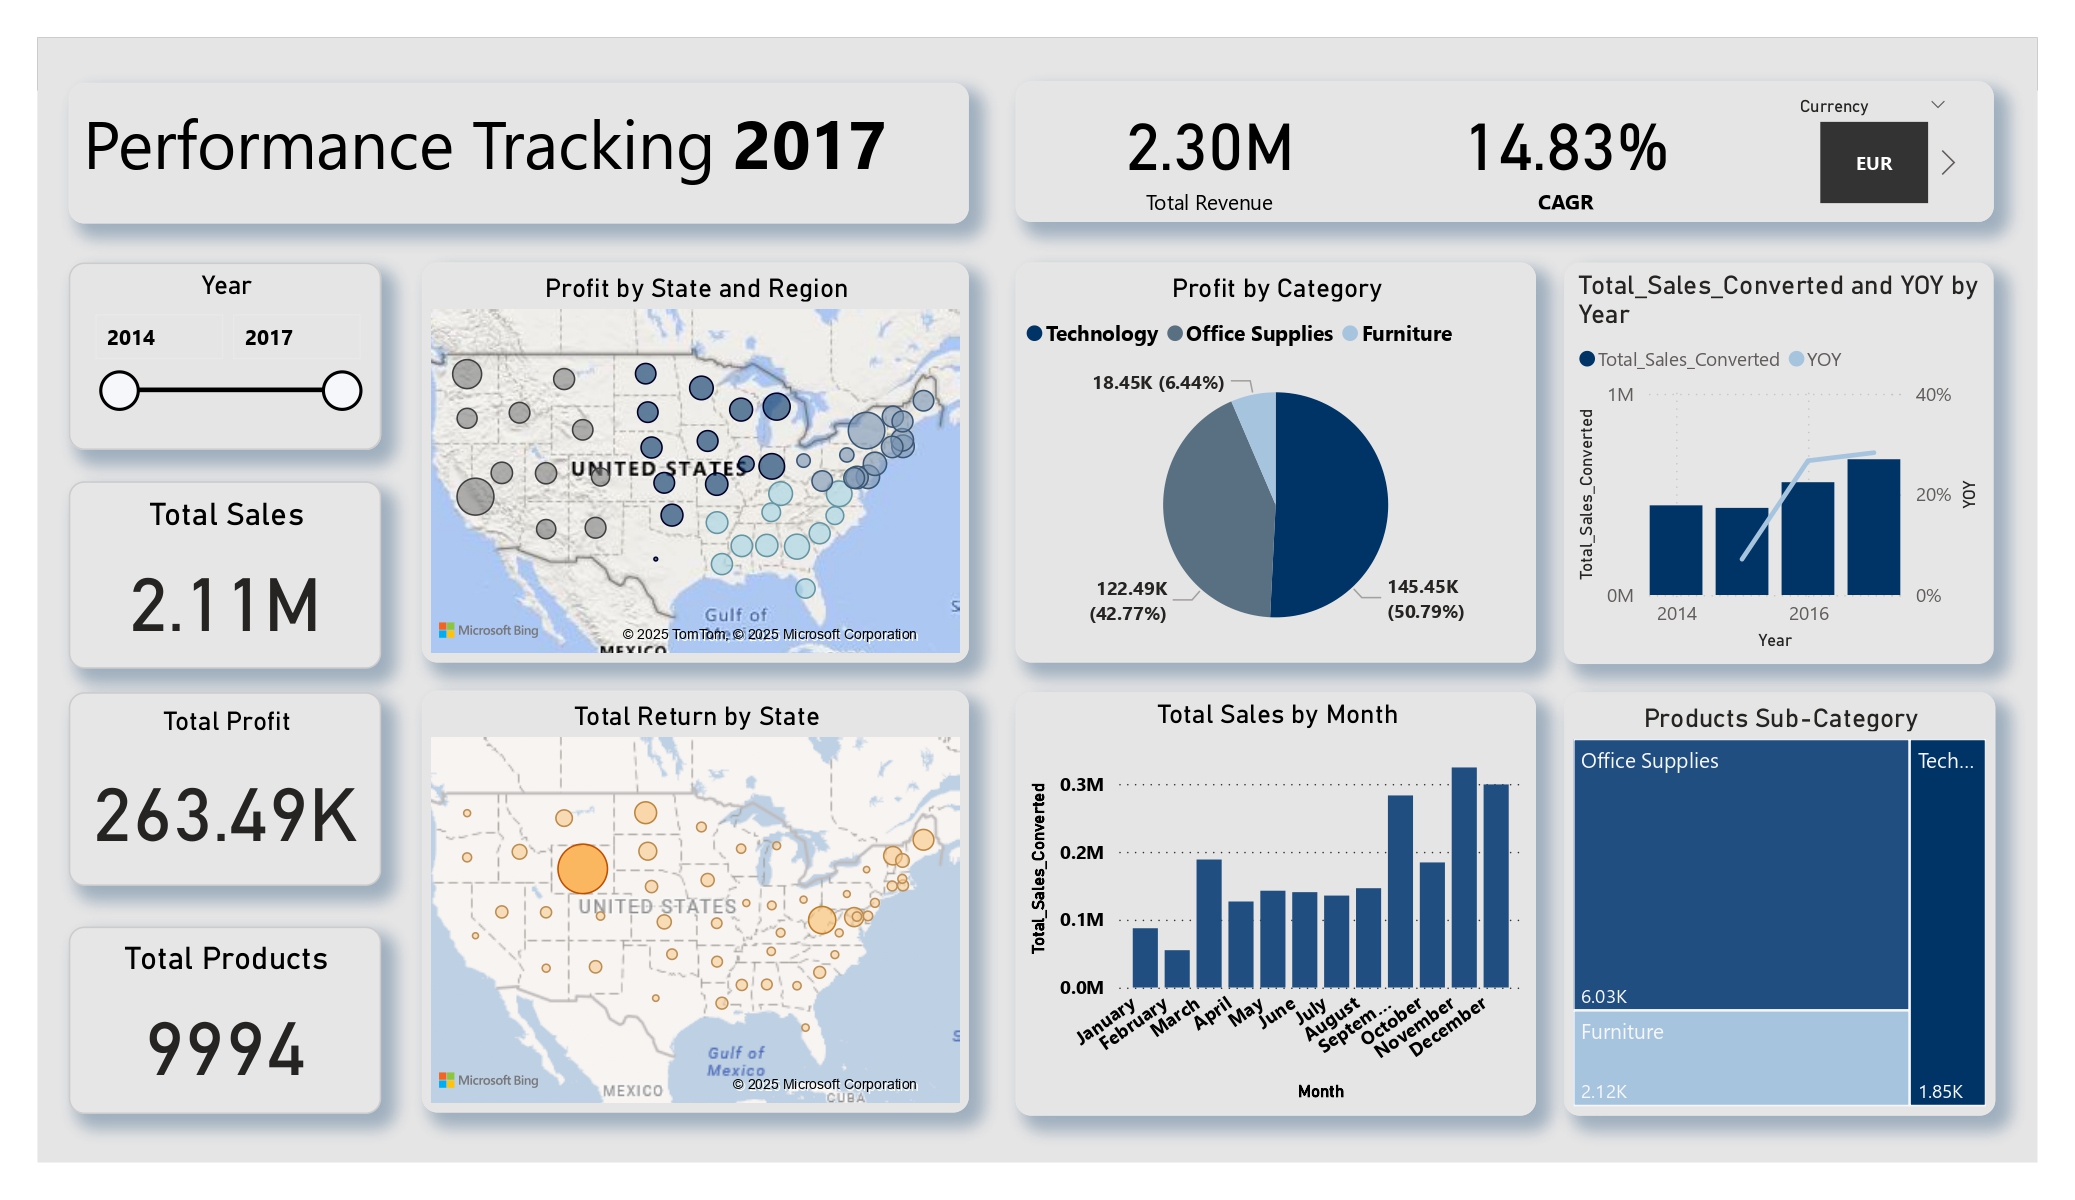 Performance Tracking 2017
2.30M
Total Revenue
14.83%
CAGR
Currency
EUR
Year
2014
2017
Total Sales
2.11M
Total Profit
263.49K
Total Products
9994
Profit by State and Region
UNITED STATES
Gulf of
MEXICO
Microsoft Bing
© 2025 TomTom, © 2025 Microsoft Corporation
Total Return by State
UNITED STATES
Gulf of
Mexico
MEXICO
CUBA
Microsoft Bing
© 2025 Microsoft Corporation
Profit by Category
Technology
Office Supplies
Furniture
18.45K (6.44%)
122.49K
(42.77%)
145.45K
(50.79%)
Total_Sales_Converted and YOY by
Year
Total_Sales_Converted
YOY
1M
0M
40%
20%
0%
Total_Sales_Converted
YOY
2014
2016
Year
Total Sales by Month
Total_Sales_Converted
0.3M
0.2M
0.1M
0.0M
January
February
March
April
May
June
July
August
Septem...
October
November
December
Month
Products Sub-Category
Office Supplies
6.03K
Furniture
2.12K
Tech...
1.85K